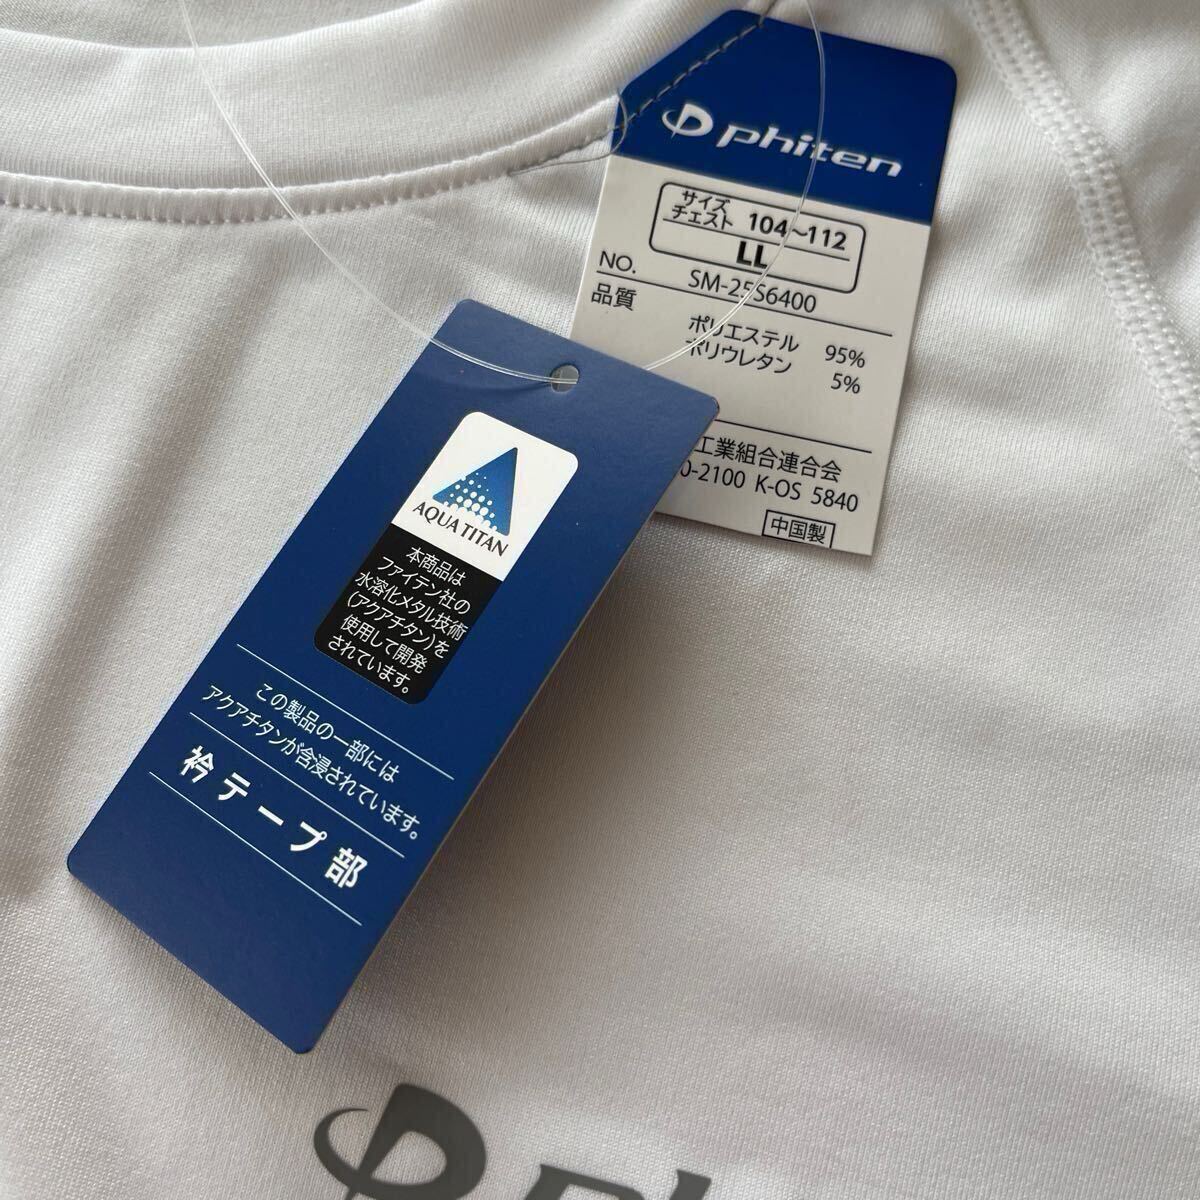 phiten
サイズ
チェスト 104~112
LL
NO. SM-25S6400
品質
ポリエステル 95%
ポリウレタン 5%
工業組合連合会
0-2100 K-OS 5840
中国製
AQUA TITAN
本商品は
ファイテン社の
水溶化メタル技術
(アクアチタン)を
使用して開発
されています。
この製品の一部には
アクアチタンが含浸されています。
衿テープ部